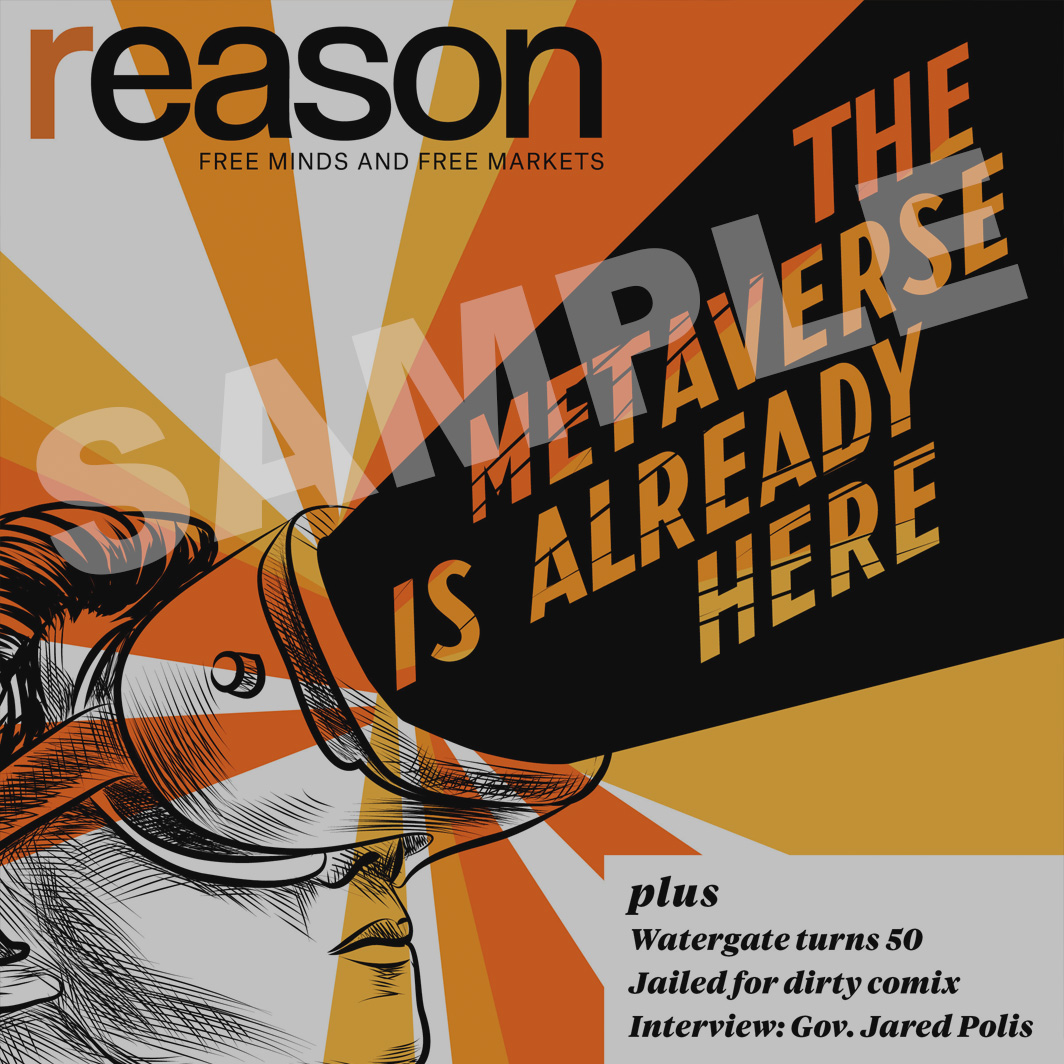 reason
FREE MINDS AND FREE MARKETS
THE
METAVERSE
IS ALREADY
HERE
SAMPLE
plus
Watergate turns 50
Jailed for dirty comix
Interview: Gov. Jared Polis